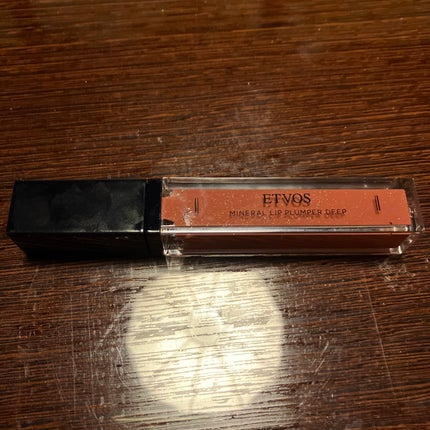 ETVOS
MINERAL LIP PLUMPER DEEP